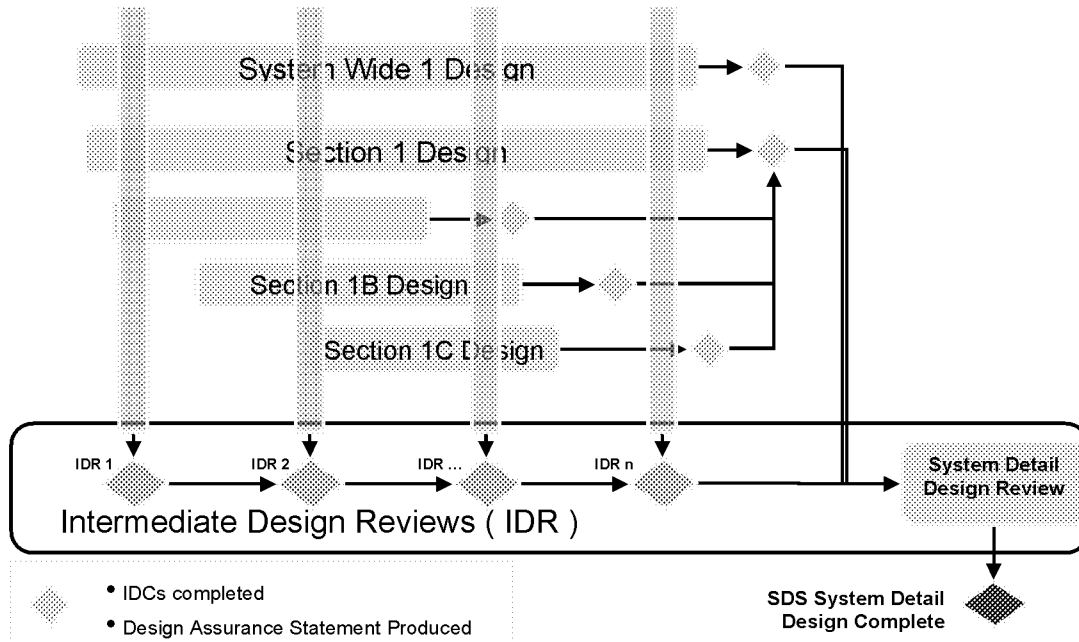 System Wide 1 Design
Section 1 Design
Section 1B Design
Section 1C Design
IDR 1
IDR 2
IDR ...
IDR n
System Detail
Design Review
Intermediate Design Reviews ( IDR )
• IDCs completed
• Design Assurance Statement Produced
SDS System Detail
Design Complete